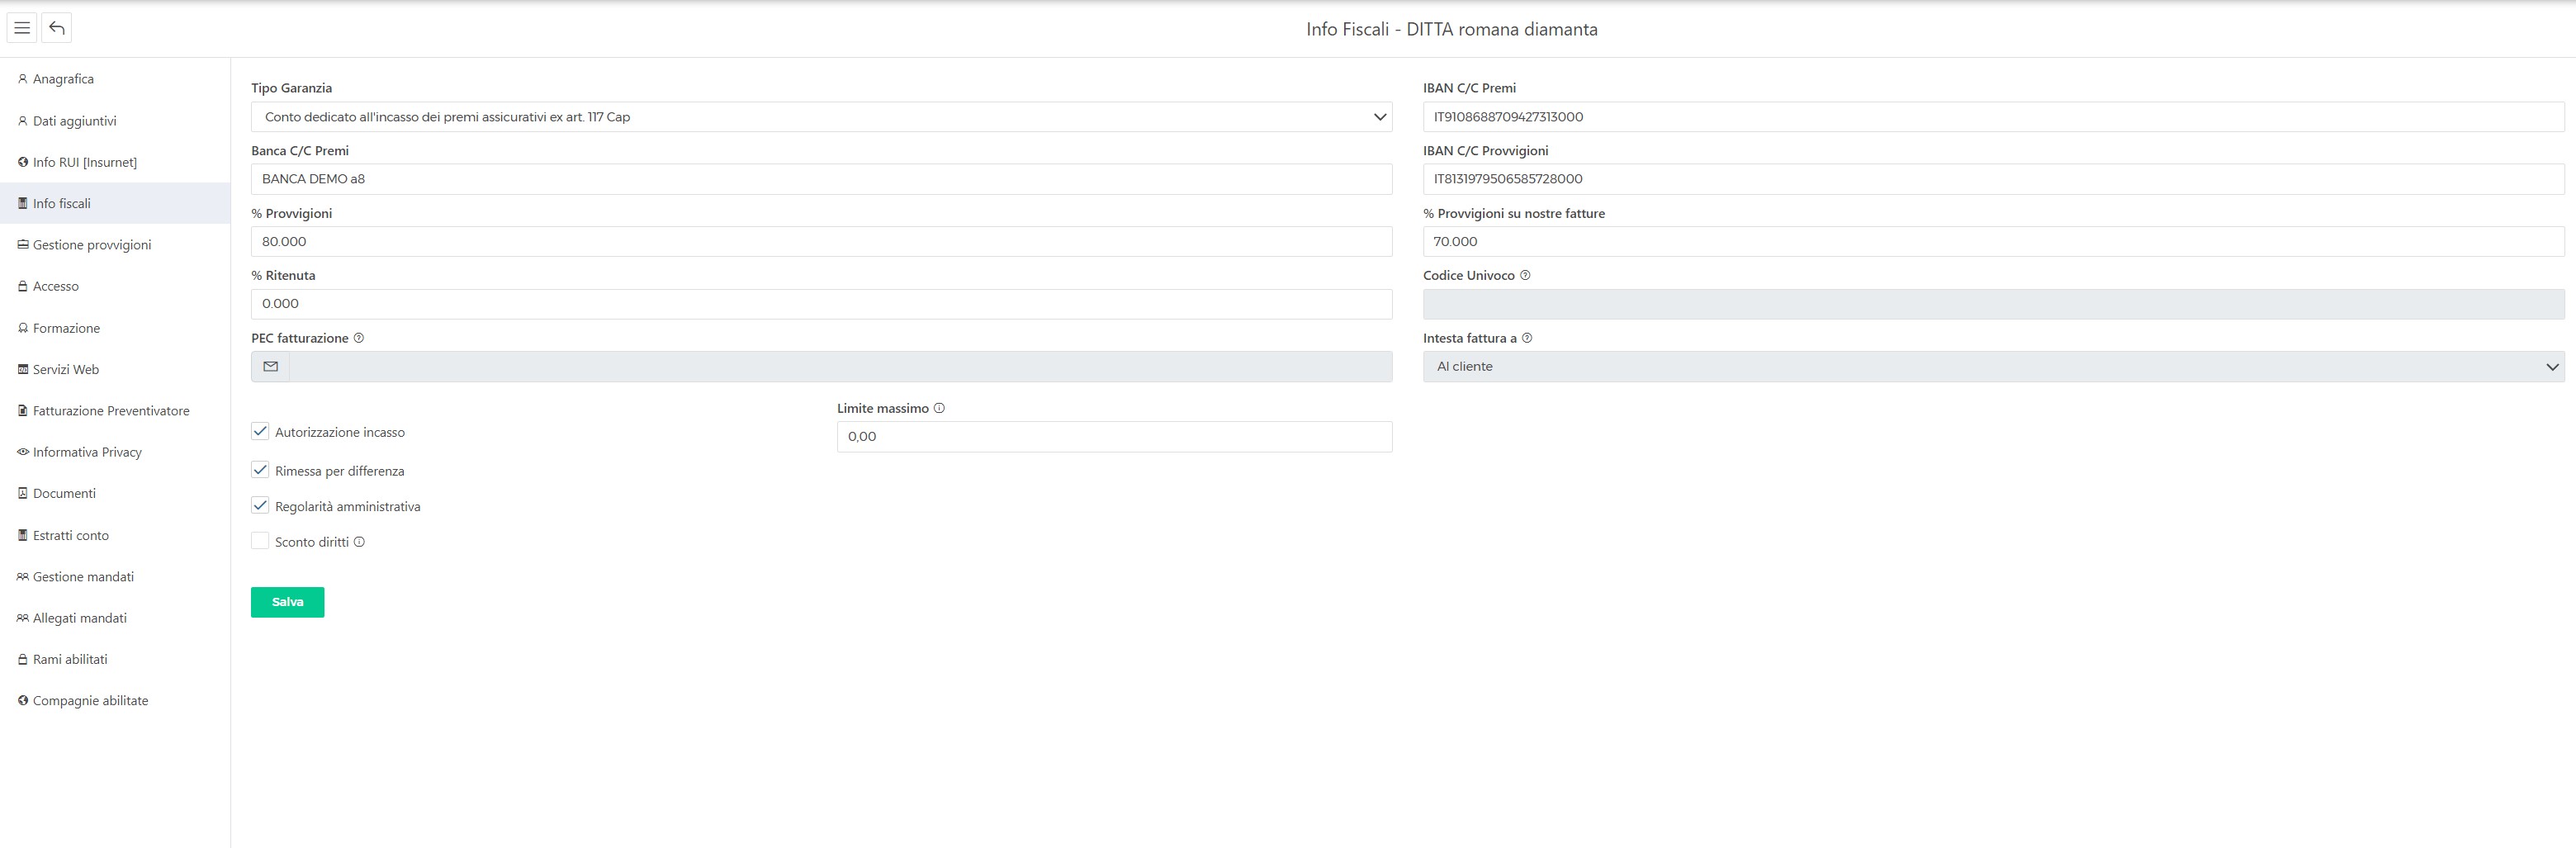 Info Fiscali - DITTA romana diamanta
Anagrafica
Dati aggiuntivi
Info RUI [Insurnet]
Info fiscali
Gestione provvigioni
Accesso
Formazione
Servizi Web
Fatturazione Preventivatore
Informativa Privacy
Documenti
Estratti conto
Gestione mandati
Allegati mandati
Rami abilitati
Compagnie abilitate
Tipo Garanzia
Conto dedicato all'incasso dei premi assicurativi ex art. 117 Cap
IBAN C/C Premi
IT9108688709427313000
Banca C/C Premi
BANCA DEMO a8
IBAN C/C Provvigioni
IT8131979506585728000
% Provvigioni
80.000
% Provvigioni su nostre fatture
70.000
% Ritenuta
0.000
Codice Univoco
PEC fatturazione
Intesta fattura a
Al cliente
Autorizzazione incasso
Limite massimo
0,00
Rimessa per differenza
Regolarità amministrativa
Sconto diritti
Salva